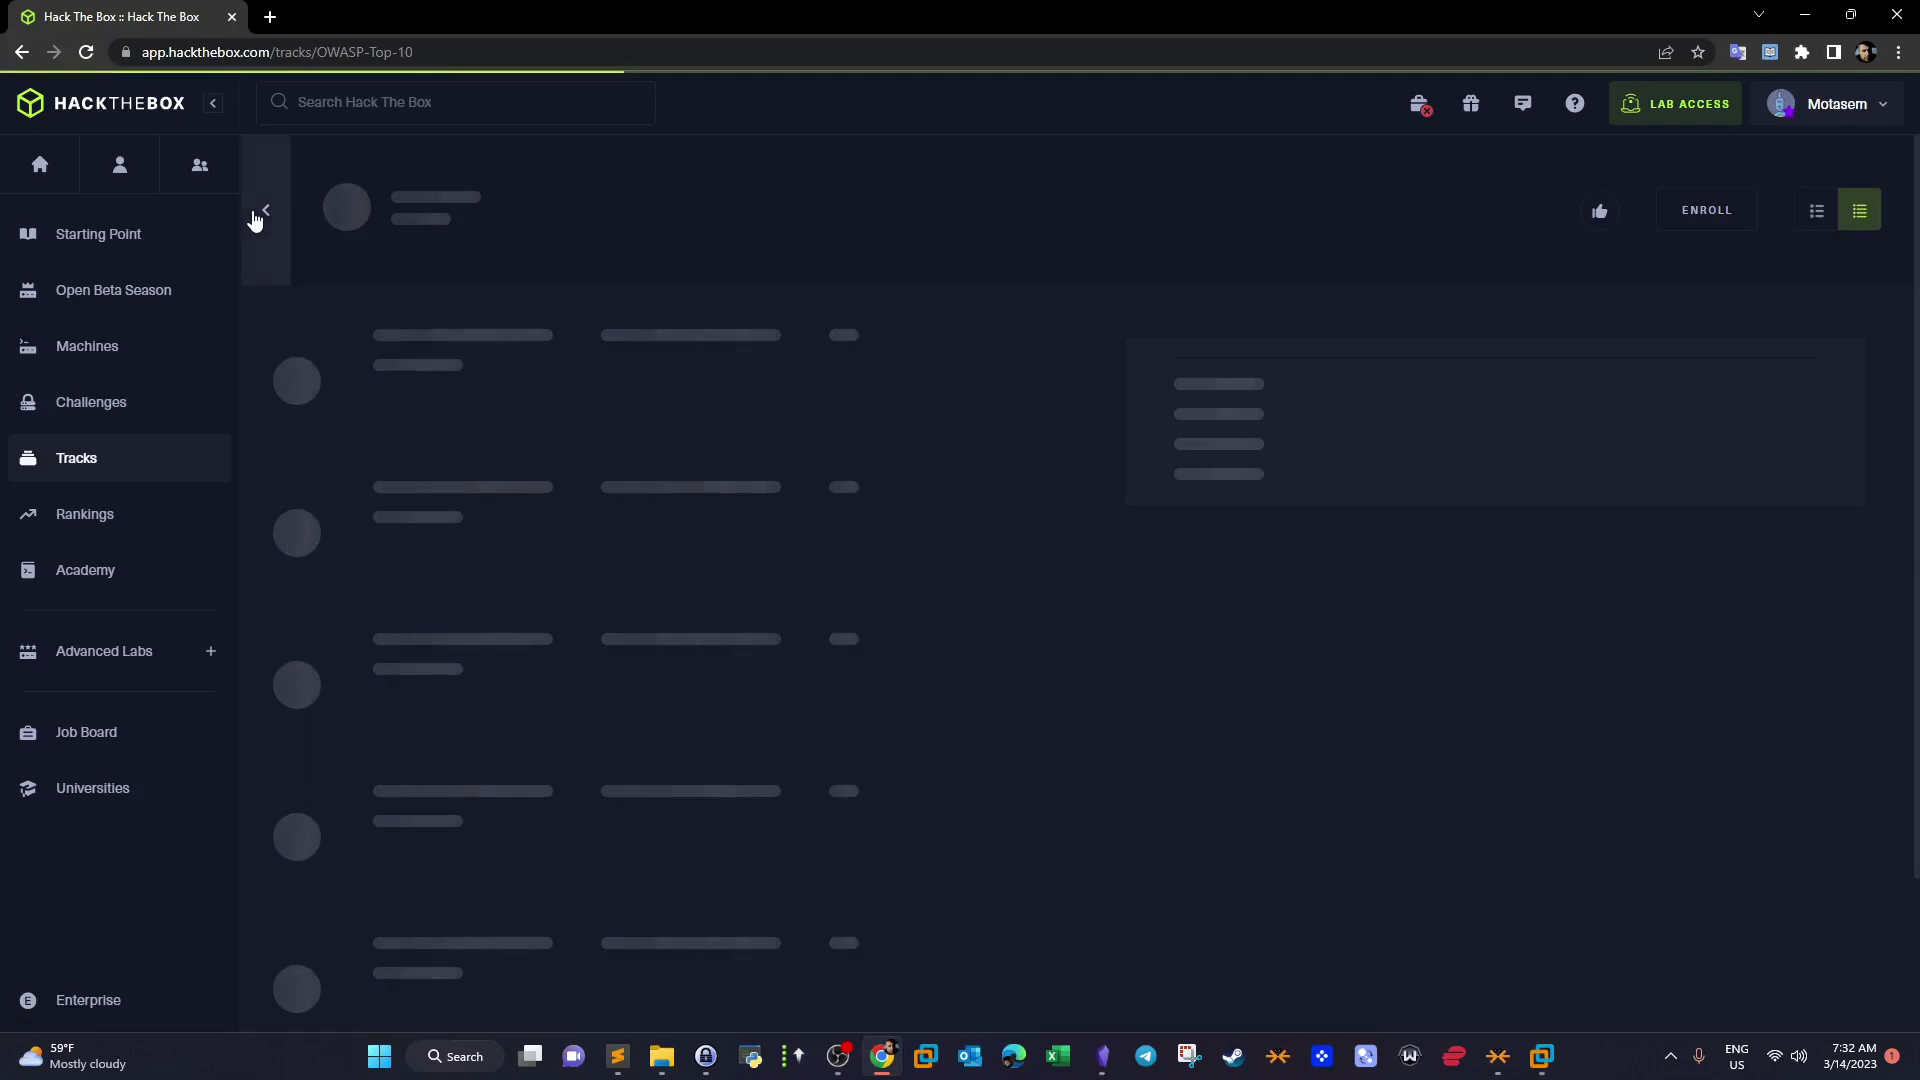 Hack The Box :: Hack The Box
app.hackthebox.com/tracks/OWASP-Top-10
HACKTHEBOX
Search Hack The Box
LAB ACCESS
Motasem
ENROLL
Starting Point
Open Beta Season
Machines
Challenges
Tracks
Rankings
Academy
Advanced Labs
Job Board
Universities
E Enterprise
59°F
Mostly cloudy
Search
ENG
US
7:32 AM
3/14/2023
1